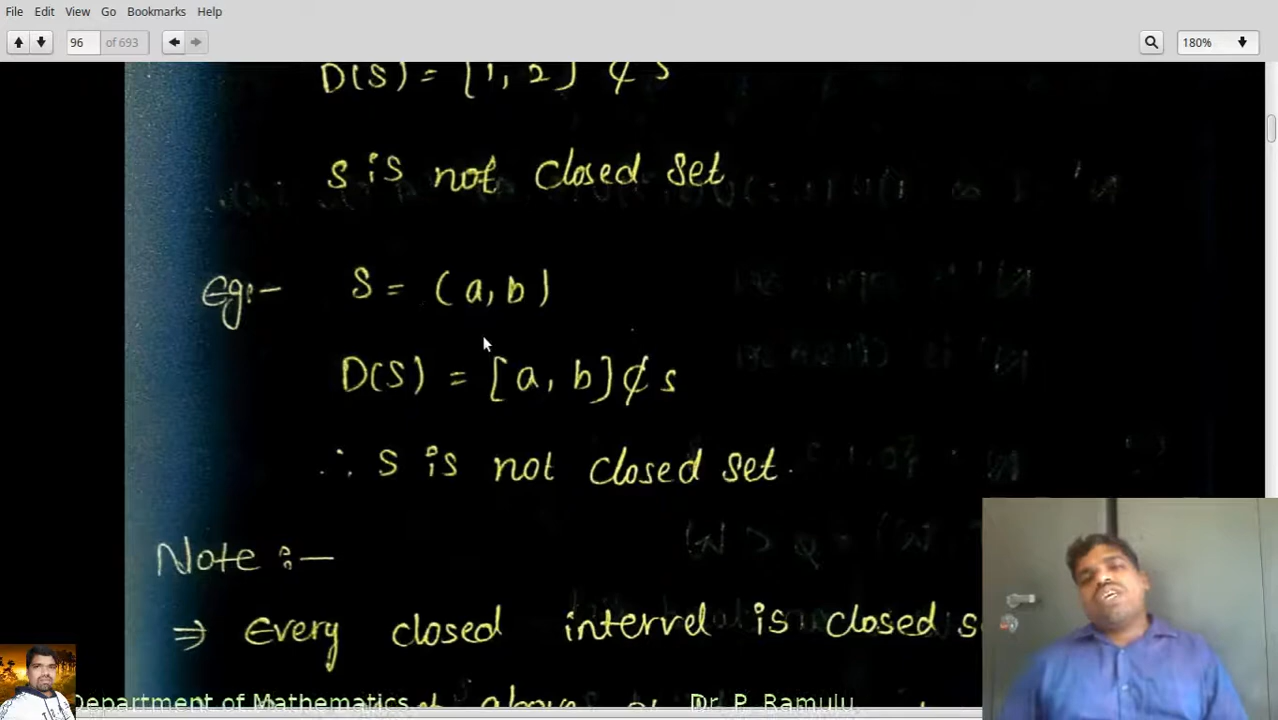 File Edit View Go Bookmarks Help
96 of 693 180%
D(S) = [1, 2] ⊄ S
S is not closed set
Eg:- S = (a, b)
D(S) = [a, b] ⊄ S
∴ S is not closed set.
Note :-
⇒ Every closed interval is closed s
Department of Mathematics Dr. P. Ramulu